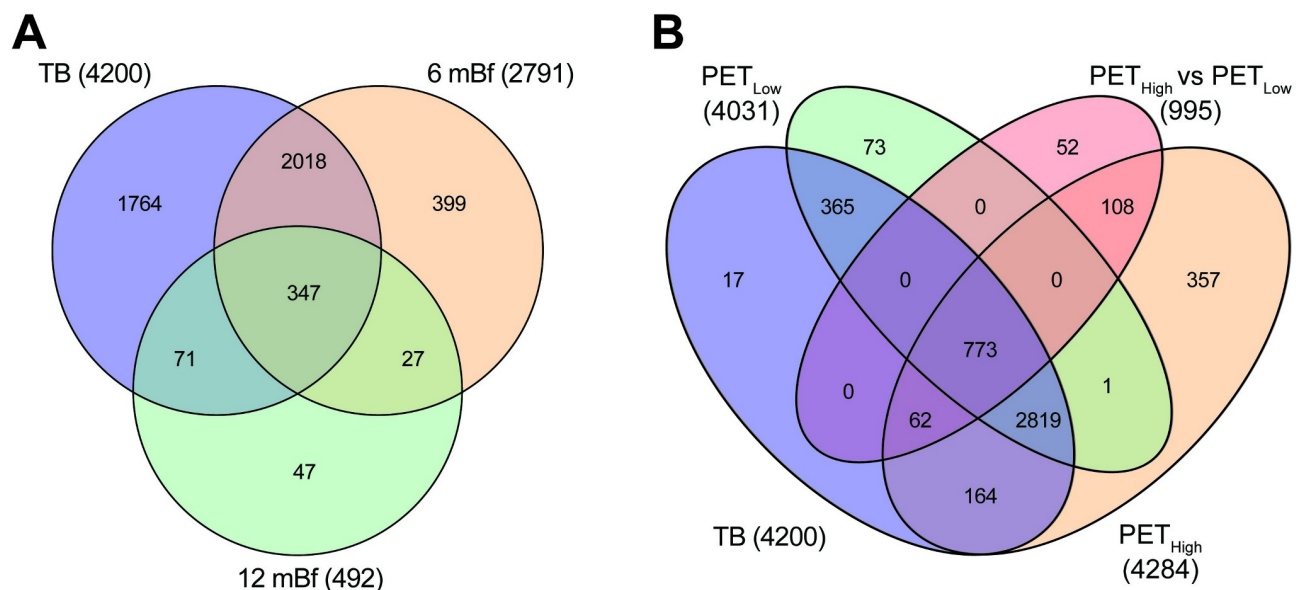 A
TB (4200)
6 mBf (2791)
2018
1764
399
347
71
27
47
12 mBf (492)
B
PETLow
(4031)
PETHigh vs PETLow
(995)
73
52
365
0
108
17
0
0
357
773
0
1
62
2819
164
TB (4200)
PETHigh
(4284)